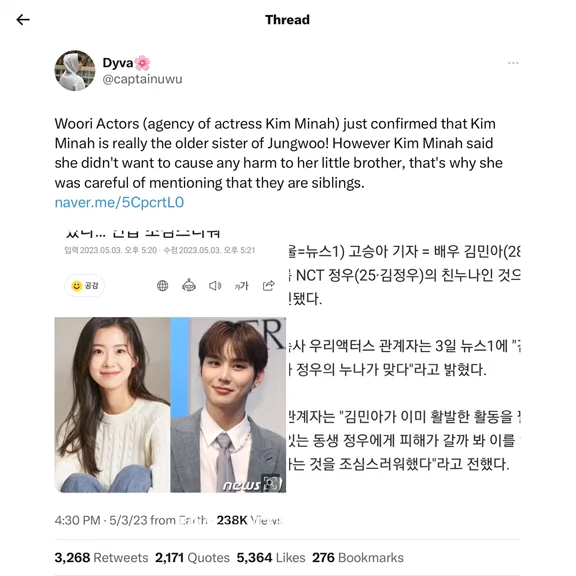 Thread
Dyva🌸
@captainuwu
Woori Actors (agency of actress Kim Minah) just confirmed that Kim
Minah is really the older sister of Jungwoo! However Kim Minah said
she didn't want to cause any harm to her little brother, that's why she
was careful of mentioning that they are siblings.
naver.me/5CpcrtL0
입력 2023.05.03. 오후 5:20 · 수정 2023.05.03. 오후 5:21
공감
가가
news1
=뉴스1) 고승아 기자 = 배우 김민아(28
NCT 정우(25·김정우)의 친누나인 것으
됐다.
사 우리액터스 관계자는 3일 뉴스1에 "
정우의 누나가 맞다"라고 밝혔다.
관계자는 "김민아가 이미 활발한 활동을
있는 동생 정우에게 피해가 갈까 봐 이를
하는 것을 조심스러워했다"라고 전했다.
4:30 PM · 5/3/23 from Earth · 238K Views
3,268 Retweets 2,171 Quotes 5,364 Likes 276 Bookmarks